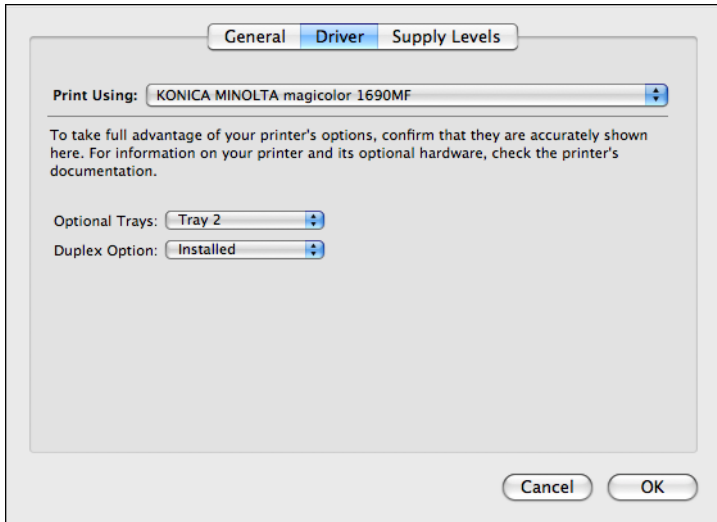 General Driver Supply Levels
Print Using: KONICA MINOLTA magicolor 1690MF
To take full advantage of your printer's options, confirm that they are accurately shown
here. For information on your printer and its optional hardware, check the printer's
documentation.
Optional Trays: Tray 2
Duplex Option: Installed
Cancel OK